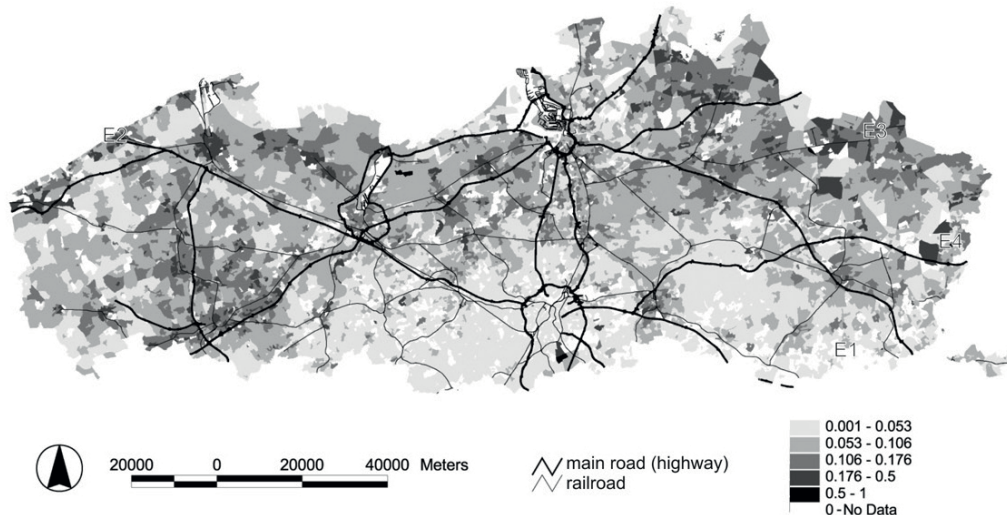 E2
E3
E4
E1
20000 0 20000 40000 Meters
main road (highway)
railroad
0.001 - 0.053
0.053 - 0.106
0.106 - 0.176
0.176 - 0.5
0.5 - 1
0 - No Data